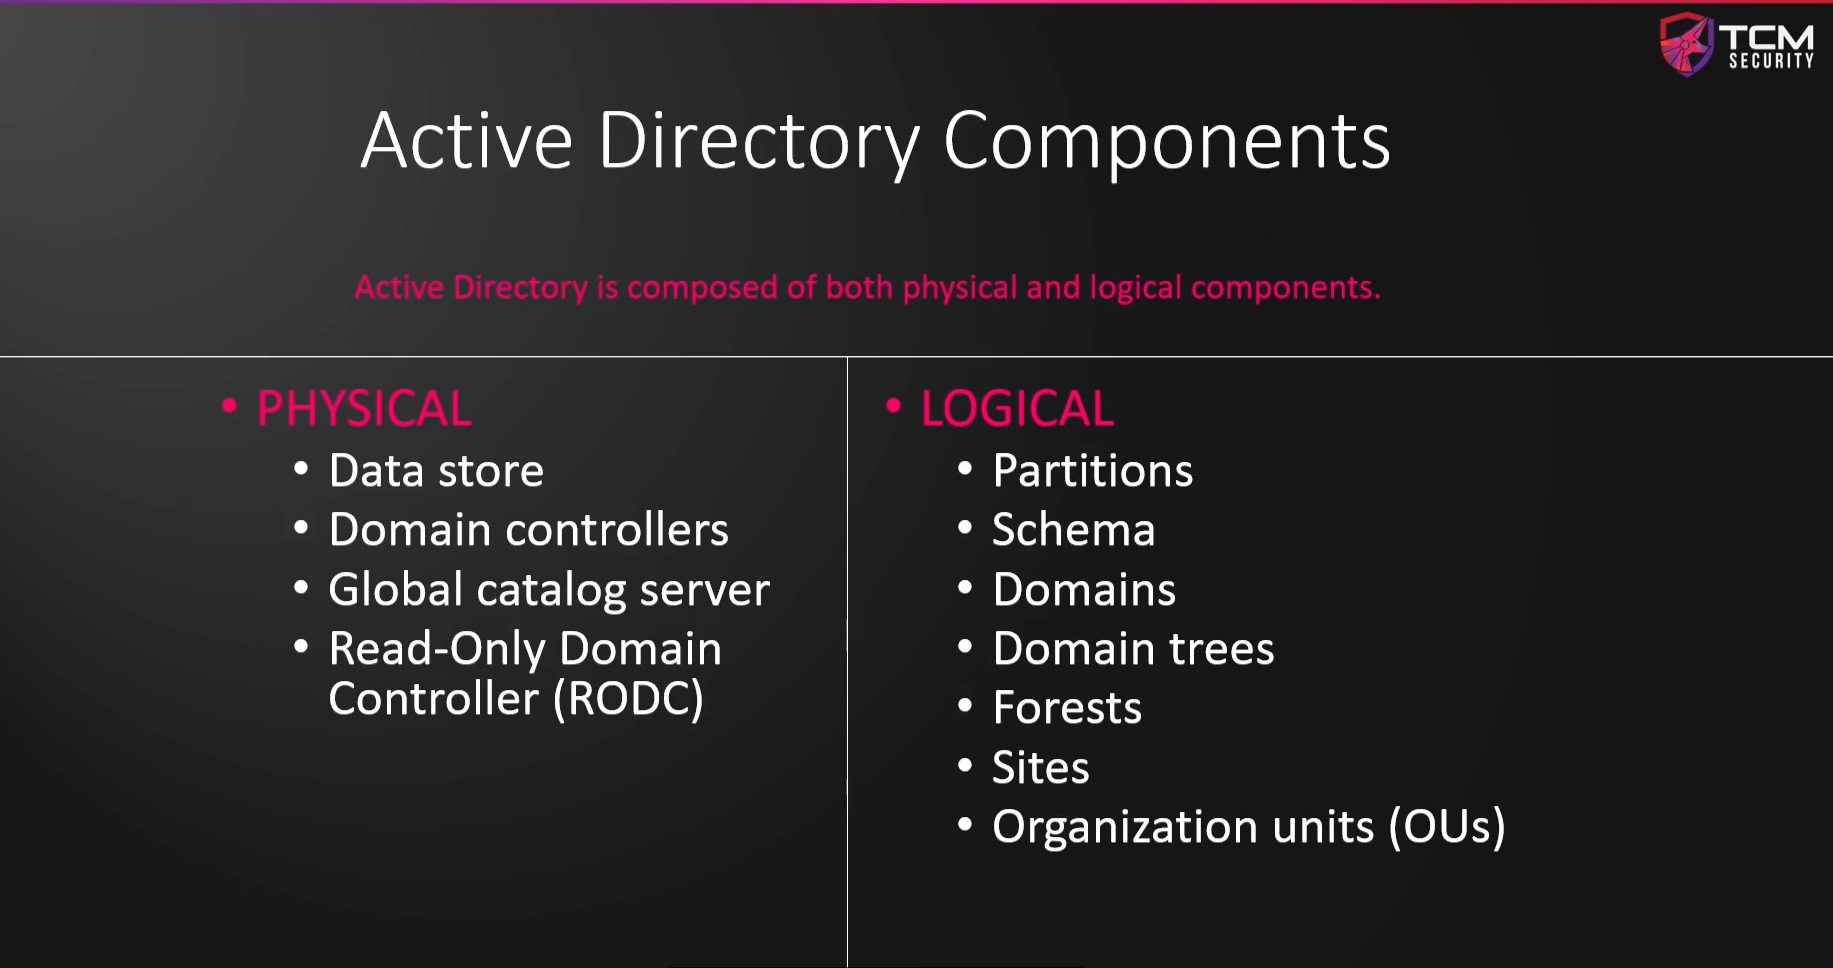 TCM
SECURITY
Active Directory Components
Active Directory is composed of both physical and logical components.
• PHYSICAL
• Data store
• Domain controllers
• Global catalog server
• Read-Only Domain
Controller (RODC)
• LOGICAL
• Partitions
• Schema
• Domains
• Domain trees
• Forests
• Sites
• Organization units (OUs)